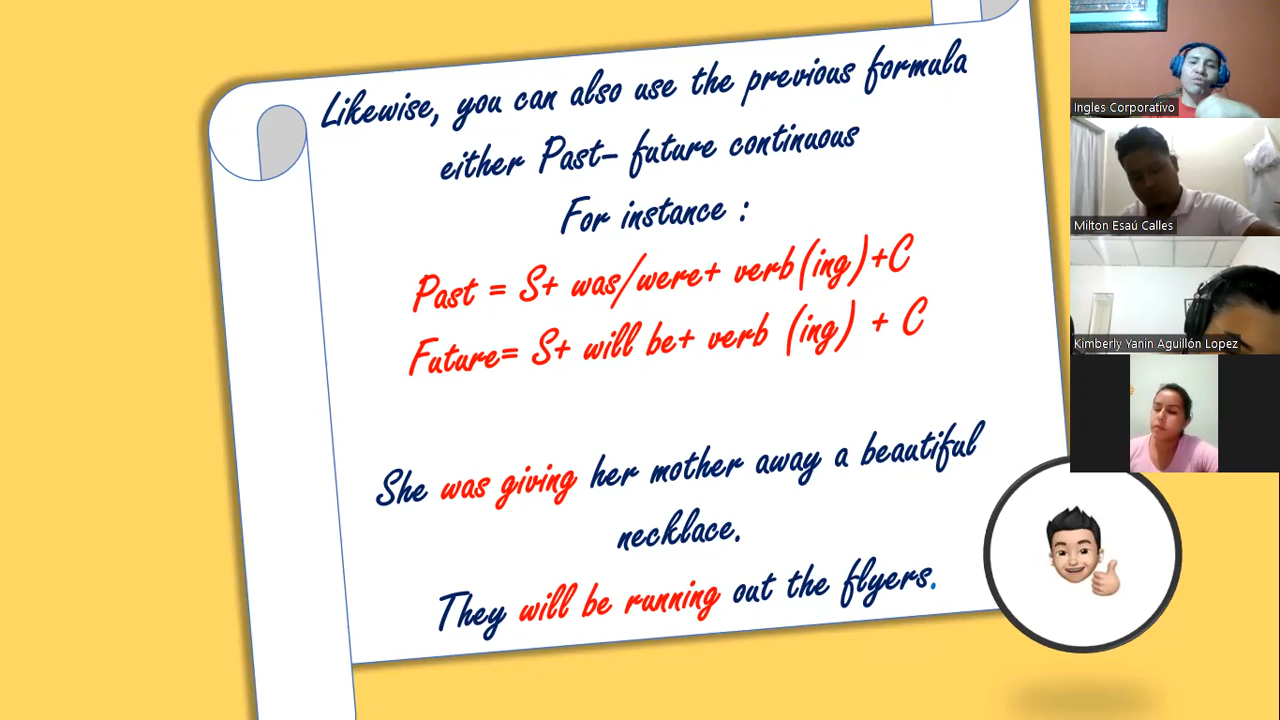 Likewise, you can also use the previous formula
either Past– future continuous
For instance :
Past = S+ was/were+ verb(ing)+C
Future= S+ will be+ verb (ing) + C
She was giving her mother away a beautiful
necklace.
They will be running out the flyers.
Ingles Corporativo
Milton Esaú Calles
Kimberly Yanin Aguillón Lopez